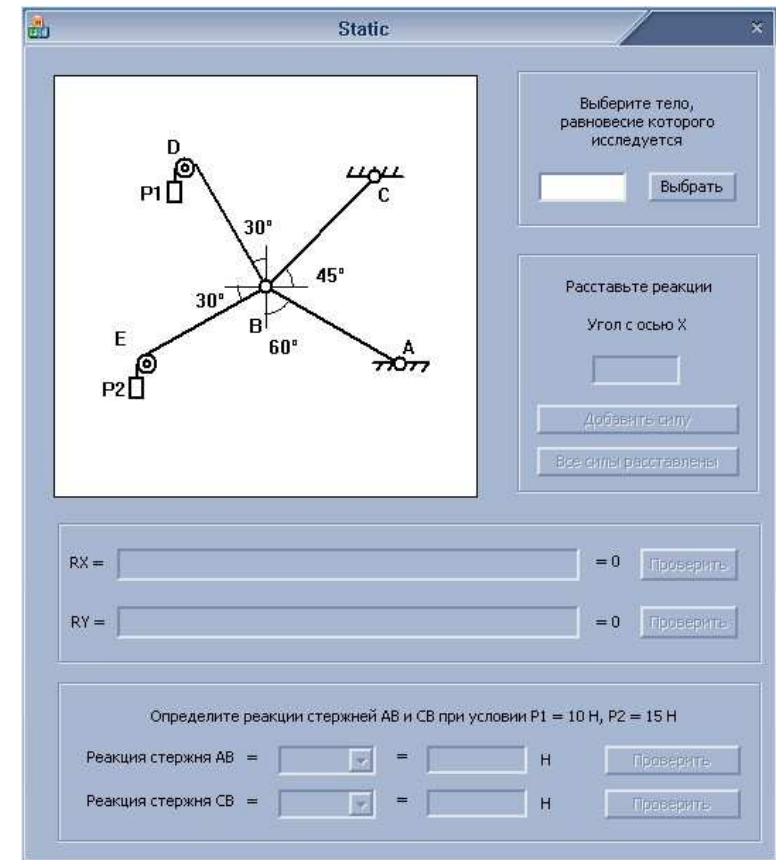 Static
Выберите тело,
равновесие которого
исследуется
Выбрать
D
P1
C
30°
45°
30°
B
60°
A
E
P2
Расставьте реакции
Угол с осью X
Добавить силу
Все силы расставлены
RX = = 0 Проверить
RY = = 0 Проверить
Определите реакции стержней AB и CB при условии P1 = 10 Н, P2 = 15 Н
Реакция стержня AB = = Н Проверить
Реакция стержня CB = = Н Проверить